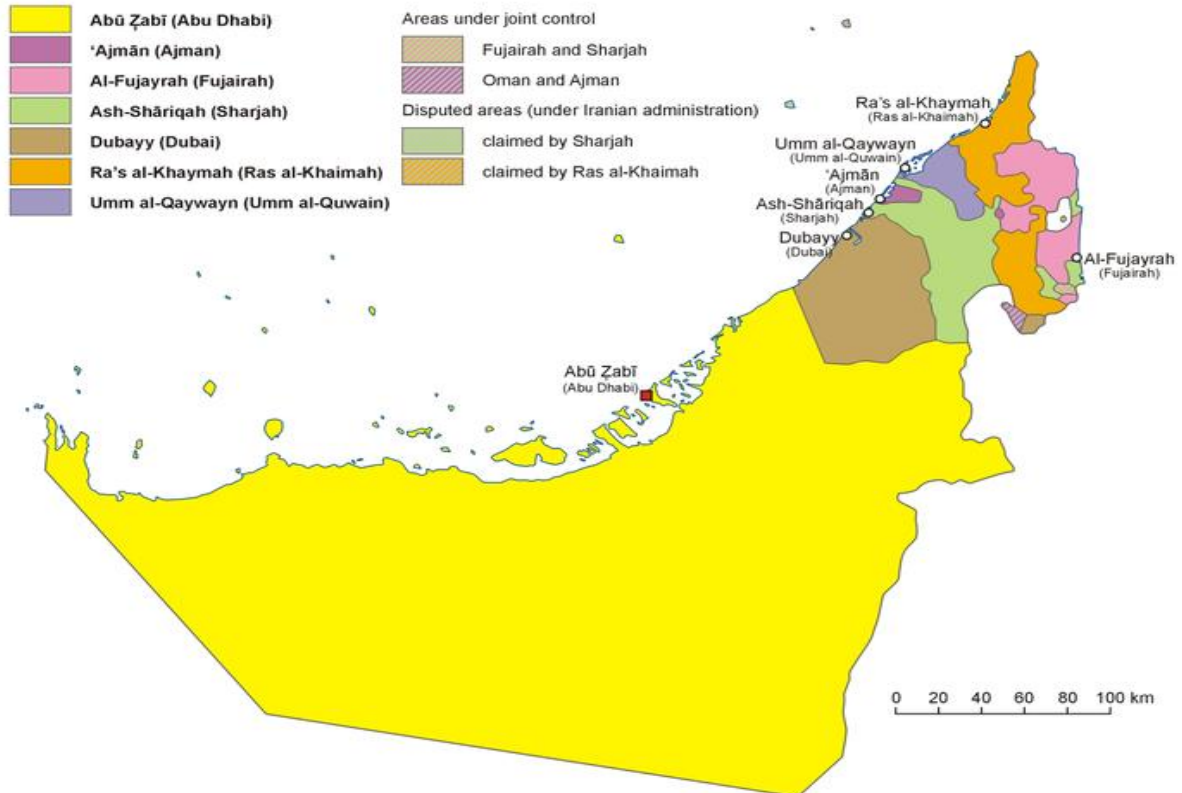 Abū Ẓabī (Abu Dhabi)
‘Ajmān (Ajman)
Al-Fujayrah (Fujairah)
Ash-Shāriqah (Sharjah)
Dubayy (Dubai)
Ra’s al-Khaymah (Ras al-Khaimah)
Umm al-Qaywayn (Umm al-Quwain)
Areas under joint control
Fujairah and Sharjah
Oman and Ajman
Disputed areas (under Iranian administration)
claimed by Sharjah
claimed by Ras al-Khaimah
Ra’s al-Khaymah
(Ras al-Khaimah)
Umm al-Qaywayn
(Umm al-Quwain)
‘Ajmān
(Ajman)
Ash-Shāriqah
(Sharjah)
Dubayy
(Dubai)
Al-Fujayrah
(Fujairah)
Abū Ẓabī
(Abu Dhabi)
0 20 40 60 80 100 km